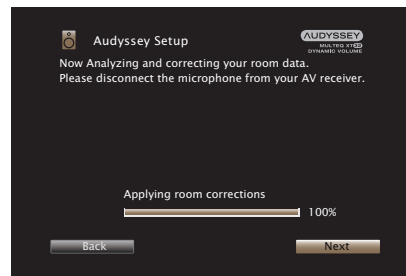 Audyssey Setup
AUDYSSEY
MULTEQ XT32
DYNAMIC VOLUME
Now Analyzing and correcting your room data.
Please disconnect the microphone from your AV receiver.
Applying room corrections
100%
Back
Next